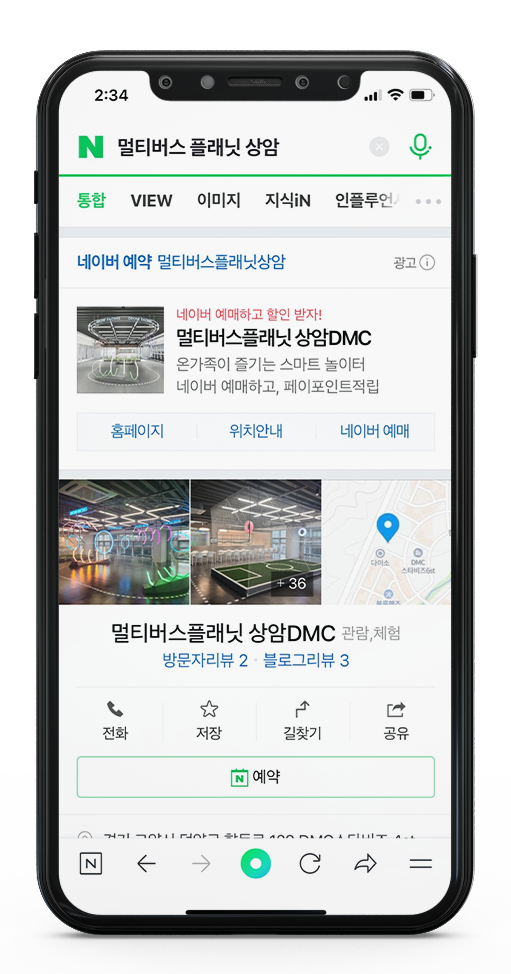 2:34
N 멀티버스 플래닛 상암
통합 VIEW 이미지 지식iN 인플루언
네이버 예약 멀티버스플래닛상암 광고
네이버 예매하고 할인 받자!
멀티버스플래닛 상암DMC
온가족이 즐기는 스마트 놀이터
네이버 예매하고, 페이포인트적립
홈페이지 위치안내 네이버 예매
+ 36
다이소
DMC
스타비즈6st
멀티버스플래닛 상암DMC 관람,체험
방문자리뷰 2 · 블로그리뷰 3
전화 저장 길찾기 공유
N 예약
N